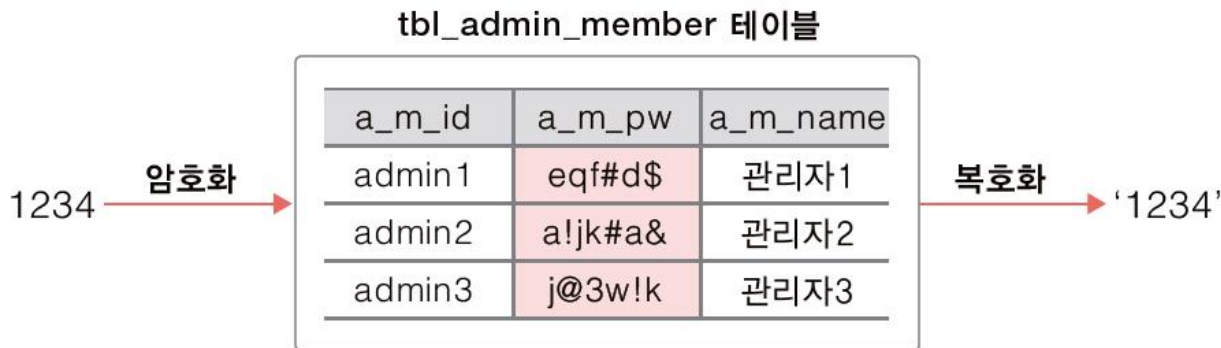 tbl_admin_member 테이블
a_m_id a_m_pw a_m_name
admin1 eqf#d$ 관리자1
1234 암호화 복호화 ‘1234’
admin2 a!jk#a& 관리자2
admin3 j@3w!k 관리자3